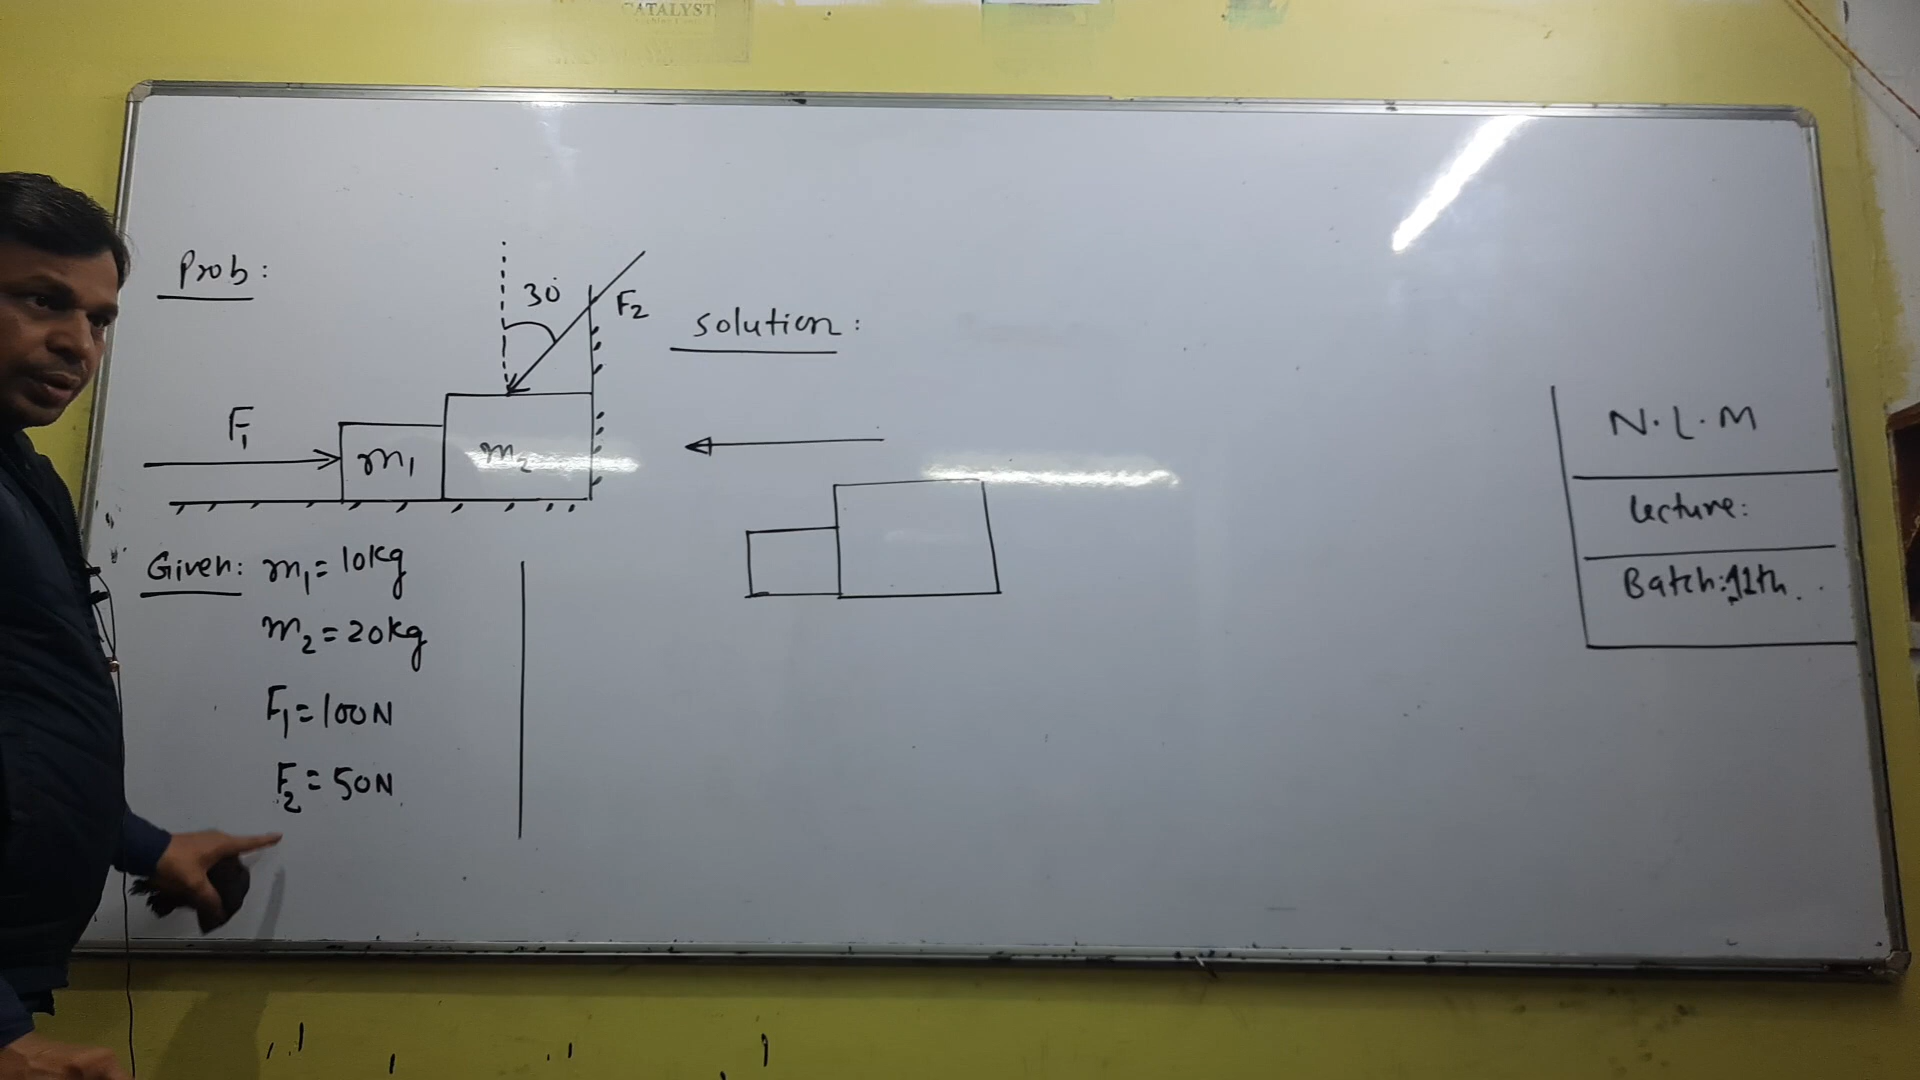 CATALYST
Prob:
30°
F2
Solution:
F1
m1
m2
N.L.M
Lecture:
Batch:11th.
Given: m1=10kg
m2=20kg
F1=100N
F2=50N